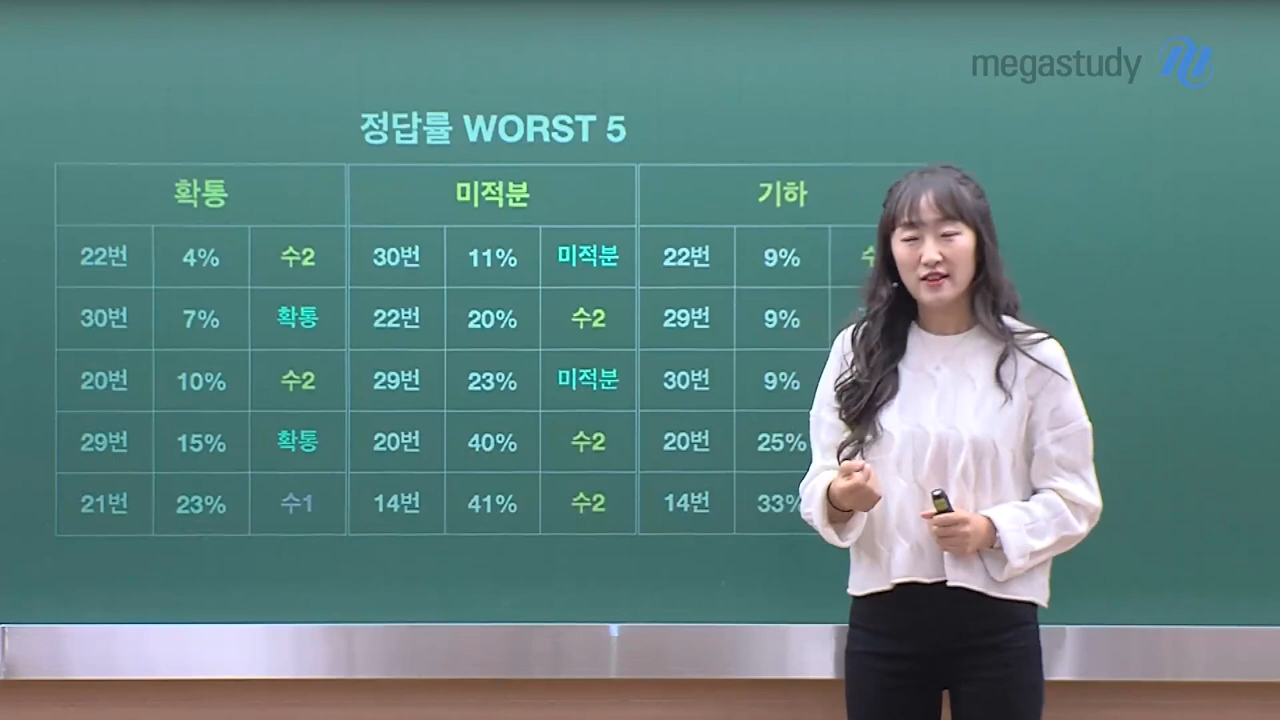 megastudy
정답률 WORST 5
확통 미적분 기하
22번 4% 수2 30번 11% 미적분 22번 9%
30번 7% 확통 22번 20% 수2 29번 9%
20번 10% 수2 29번 23% 미적분 30번 9%
29번 15% 확통 20번 40% 수2 20번 25%
21번 23% 수1 14번 41% 수2 14번 33%